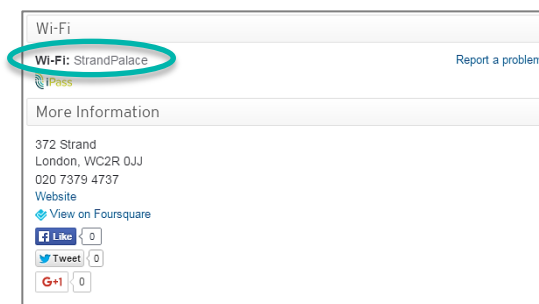 Wi-Fi
Wi-Fi: StrandPalace
Report a problem
iPass
More Information
372 Strand
London, WC2R 0JJ
020 7379 4737
Website
View on Foursquare
Like 0
Tweet 0
G+1 0